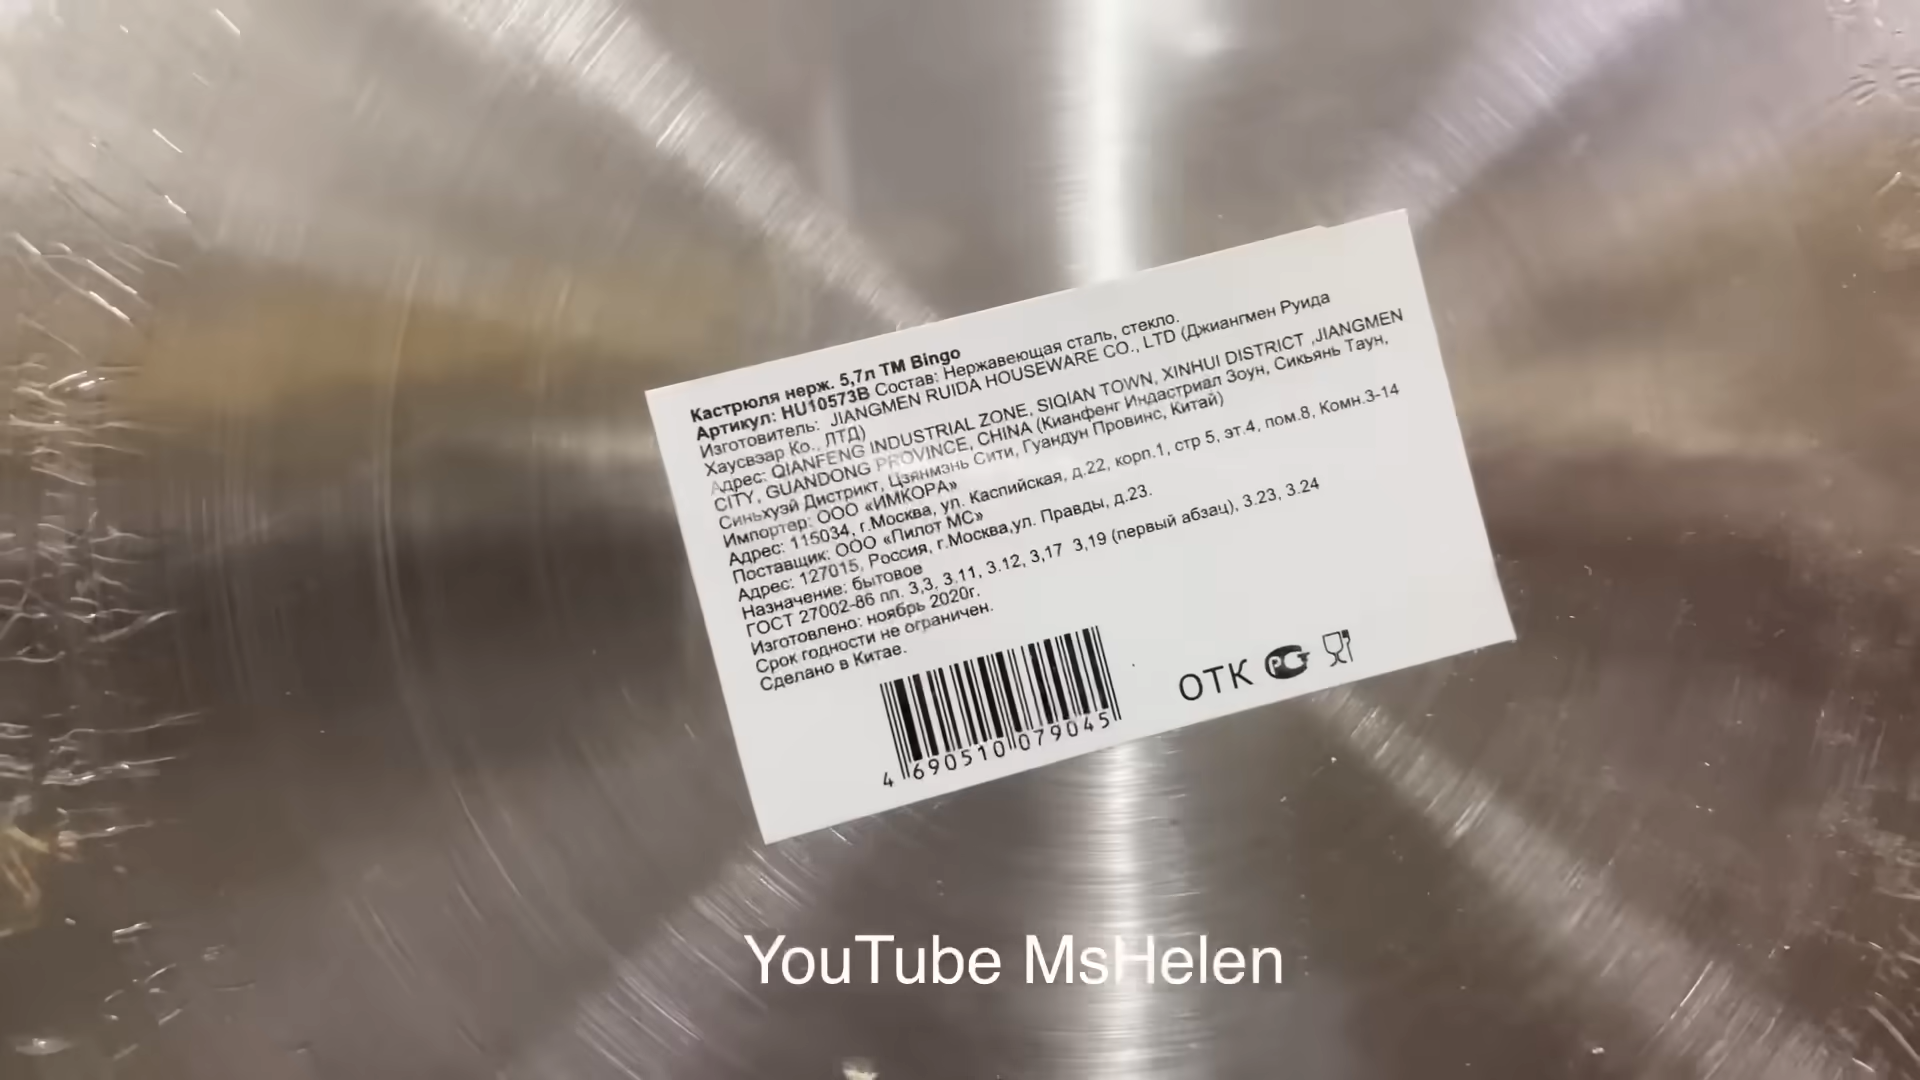 Кастрюля нерж. 5,7л ТМ Bingo
Артикул: HU10573B Состав: Нержавеющая сталь, стекло.
Изготовитель: JIANGMEN RUIDA HOUSEWARE CO., LTD (Джиангмен Руида
Хаусвэар Ко., ЛТД)
Адрес: QIANFENG INDUSTRIAL ZONE, SIQIAN TOWN, XINHUI DISTRICT ,JIANGMEN
CITY, GUANDONG PROVINCE, CHINA (Кианфенг Индастриал Зоун, Сикьянь Таун,
Синьхуэй Дистрикт, Цзянмэнь Сити, Гуандун Провинс, Китай)
Импортер: ООО «ИМКОРА»
Адрес: 115034, г.Москва, ул. Каспийская, д.22, корп.1, стр 5, эт.4, пом.8, Комн.3-14
Поставщик: ООО «Пилот МС»
Адрес: 127015, Россия, г.Москва,ул. Правды, д.23.
Назначение: бытовое
ГОСТ 27002-86 пп. 3,3, 3.11, 3.12, 3,17 3,19 (первый абзац), 3.23, 3.24
Изготовлено: ноябрь 2020г.
Срок годности не ограничен.
Сделано в Китае.
4 690510 079045
ОТК РСТ
YouTube MsHelen